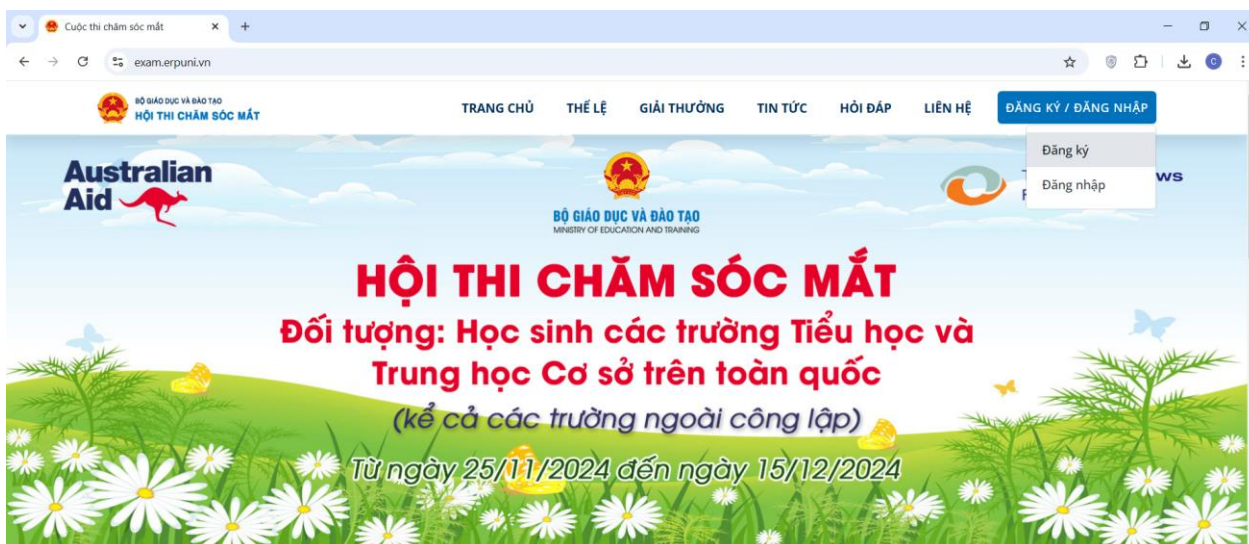 Cuộc thi chăm sóc mắt
exam.erpuni.vn
C
BỘ GIÁO DỤC VÀ ĐÀO TẠO
HỘI THI CHĂM SÓC MẮT
TRANG CHỦ THỂ LỆ GIẢI THƯỞNG TIN TỨC HỎI ĐÁP LIÊN HỆ ĐĂNG KÝ / ĐĂNG NHẬP
Đăng ký
Đăng nhập
Australian
Aid
BỘ GIÁO DỤC VÀ ĐÀO TẠO
MINISTRY OF EDUCATION AND TRAINING
HỘI THI CHĂM SÓC MẮT
Đối tượng: Học sinh các trường Tiểu học và
Trung học Cơ sở trên toàn quốc
(kể cả các trường ngoài công lập)
Từ ngày 25/11/2024 đến ngày 15/12/2024